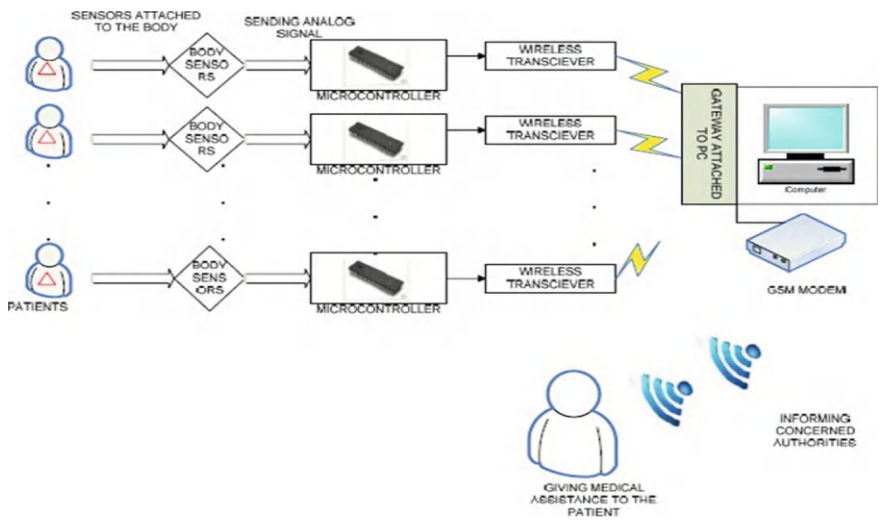 SENSORS ATTACHED
TO THE BODY
SENDING ANALOG
SIGNAL
BODY
SENSO
RS
MICROCONTROLLER
WIRELESS
TRANSCIEVER
BODY
SENSO
RS
MICROCONTROLLER
WIRELESS
TRANSCIEVER
GATEWAY ATTACHED
TO PC
iComputer
BODY
SENS
ORS
MICROCONTROLLER
WIRELESS
TRANSCIEVER
PATIENTS
GSM MODEMI
INFORMING
CONCERNED
AUTHORITIES
GIVING MEDICAL
ASSISTANCE TO THE
PATIENT